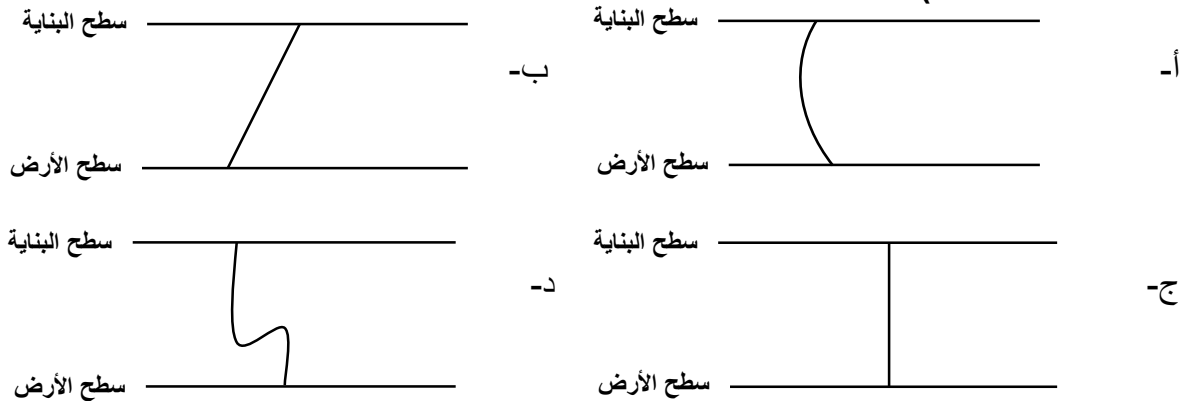 سطح البناية
أ-
سطح الأرض
سطح البناية
ب-
سطح الأرض
سطح البناية
ج-
سطح الأرض
سطح البناية
د-
سطح الأرض